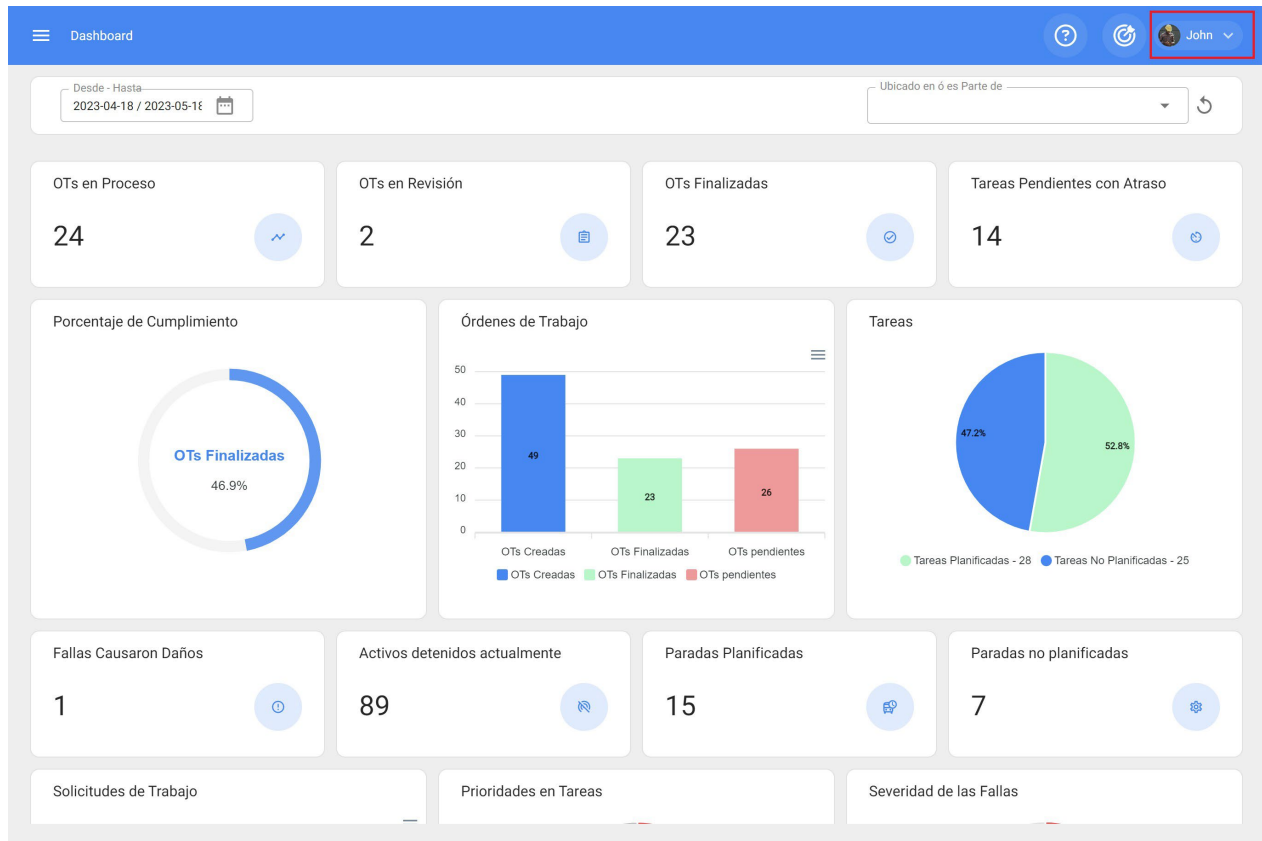 Dashboard
?
John
Desde - Hasta
2023-04-18 / 2023-05-18
Ubicado en ó es Parte de
OTs en Proceso
24
OTs en Revisión
2
OTs Finalizadas
23
Tareas Pendientes con Atraso
14
Porcentaje de Cumplimiento
OTs Finalizadas
46.9%
Órdenes de Trabajo
50
40
30
20
10
0
49
23
26
OTs Creadas
OTs Finalizadas
OTs pendientes
OTs Creadas OTs Finalizadas OTs pendientes
Tareas
47.2%
52.8%
Tareas Planificadas - 28 Tareas No Planificadas - 25
Fallas Causaron Daños
1
Activos detenidos actualmente
89
Paradas Planificadas
15
Paradas no planificadas
7
Solicitudes de Trabajo
Prioridades en Tareas
Severidad de las Fallas